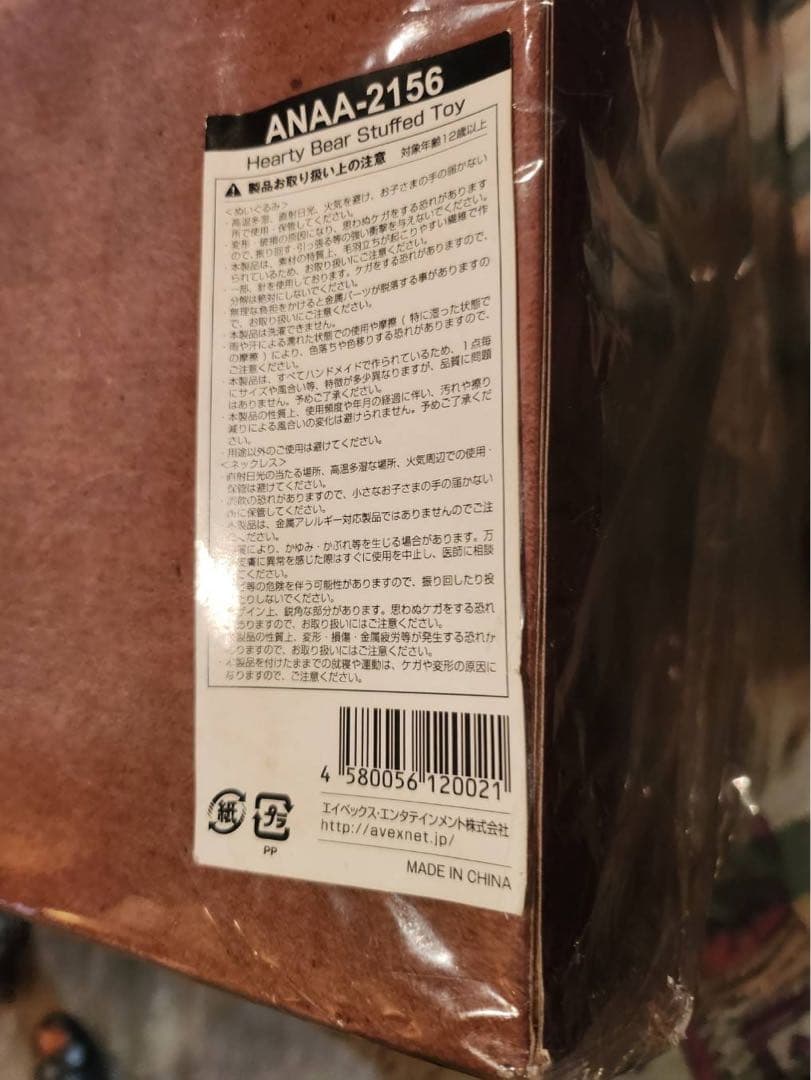 ANAA-2156
Hearty Bear Stuffed Toy
製品お取り扱い上の注意 対象年齢12歳以上
<ぬいぐるみ>
・高温多湿、直射日光、火気を避け、お子さまの手の届かない
所で使用・保管してください。
・変形・破損の原因になり、思わぬケガをする恐れがあります
ので、振り回す・引っ張る等の強い衝撃を与えないでください。
・本製品は、素材の特質上、毛羽立ちが起こりやすい繊維で作
られているため、お取り扱いにご注意ください。
・一部、針を使用しております。ケガをする恐れがありますので、
分解は絶対にしないでください。
・無理な負担をかけると金属パーツが脱落する事がありますの
で、お取り扱いにご注意ください。
・本製品は洗濯できません。
・雨や汗による濡れた状態での使用や摩擦(特に湿った状態で
の摩擦)により、色落ちや色移りする恐れがありますので、
ご注意ください。
・本製品は、すべてハンドメイドで作られているため、1点毎
にサイズや風合い等、特徴が多少異なりますが、品質に問題
はありません。予めご了承ください。
・本製品の性質上、使用頻度や年月の経過に伴い、汚れや擦り
減りによる風合いの変化は避けられません。予めご了承くだ
さい。
・用途以外のご使用は避けてください。
<ネックレス>
直射日光の当たる場所、高温多湿な場所、火気周辺での使用・
保管は避けてください。
飲の恐れがありますので、小さなお子さまの手の届かない
に保管してください。
本製品は、金属アレルギー対応製品ではありませんのでご注
ください。
により、かゆみ・かぶれ等を生じる場合があります。万
皮膚に異常を感じた際はすぐに使用を中止し、医師に相談
ください。
等の危険を伴う可能性がありますので、振り回したり投
りしないでください。
ザイン上、鋭角な部分があります。思わぬケガをする恐れ
ありますので、お取り扱いにはご注意ください。
製品の性質上、変形・損傷・金属疲労等が発生する恐れが
りますので、お取り扱いにはご注意ください。
本製品を付けたままでの就寝や運動は、ケガや変形の原因に
なりますので、ご注意ください。
4 580056 120021
紙
プラ
PP
エイベックス・エンタテインメント株式会社
http://avexnet.jp/
MADE IN CHINA